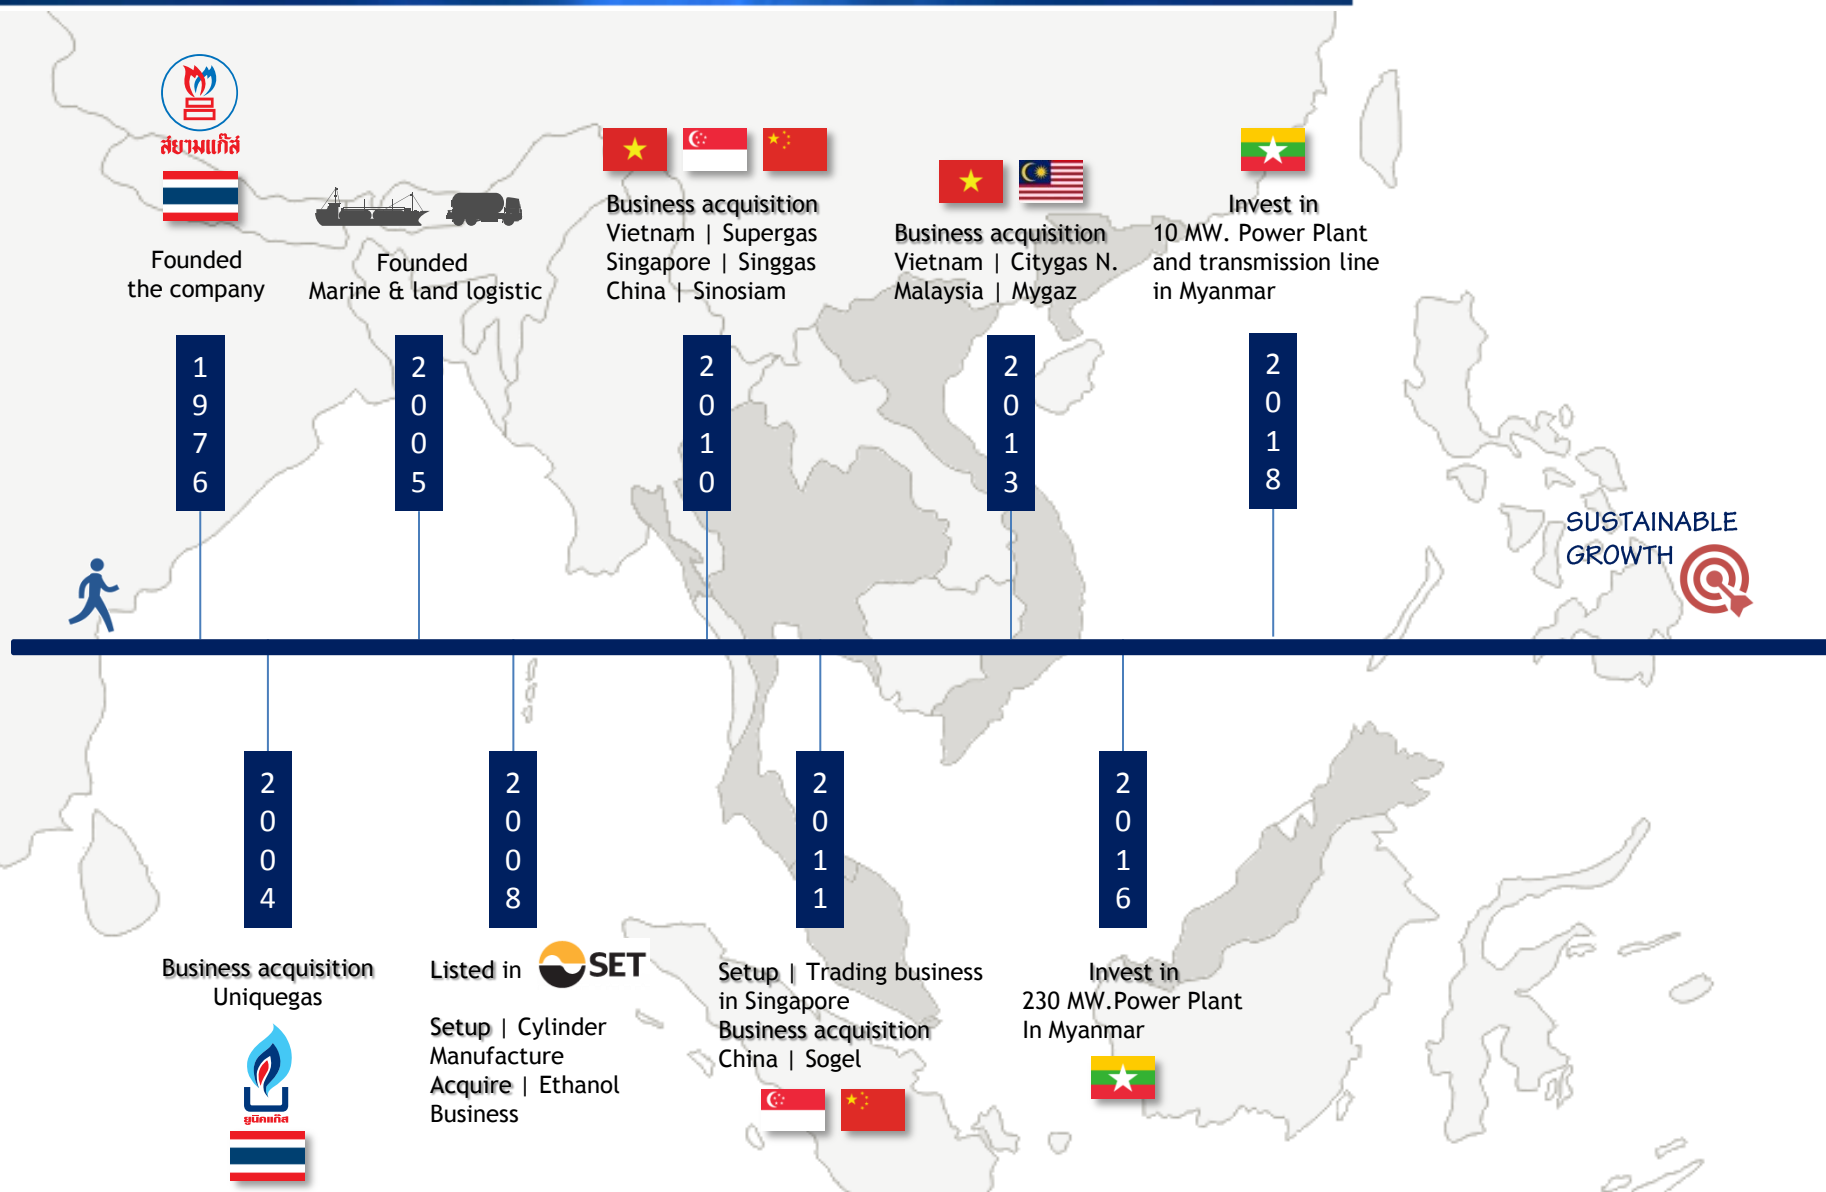 สยามแก๊ส
Founded
the company
1976
Founded
Marine & land logistic
2005
Business acquisition
Vietnam | Supergas
Singapore | Singgas
China | Sinosiam
2010
Business acquisition
Vietnam | Citygas N.
Malaysia | Mygaz
2013
Invest in
10 MW. Power Plant
and transmission line
in Myanmar
2018
SUSTAINABLE
GROWTH
2004
Business acquisition
Uniquegas
ยูนิคแก๊ส
2008
Listed in SET
Setup | Cylinder
Manufacture
Acquire | Ethanol
Business
2011
Setup | Trading business
in Singapore
Business acquisition
China | Sogel
2016
Invest in
230 MW.Power Plant
In Myanmar